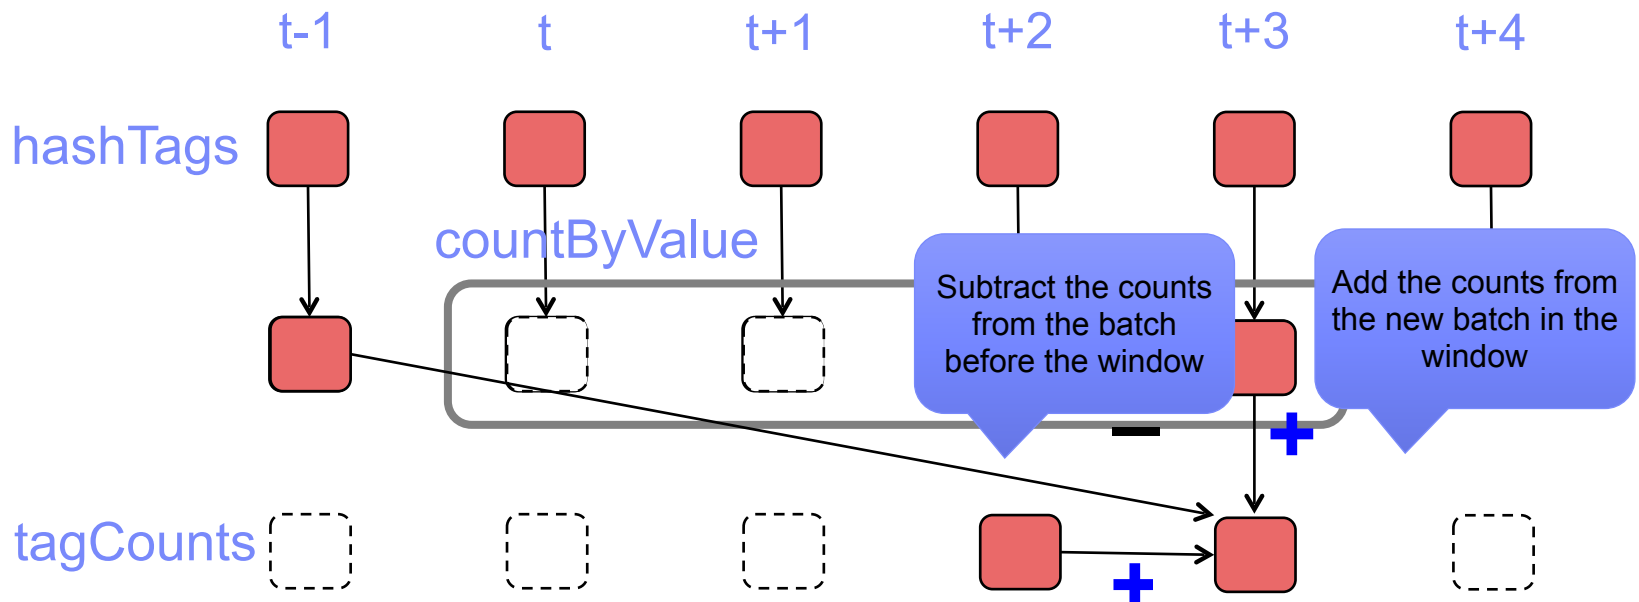 t-1 t t+1 t+2 t+3 t+4
hashTags
countByValue
Subtract the counts
from the batch
before the window
Add the counts from
the new batch in the
window
− +
tagCounts
+